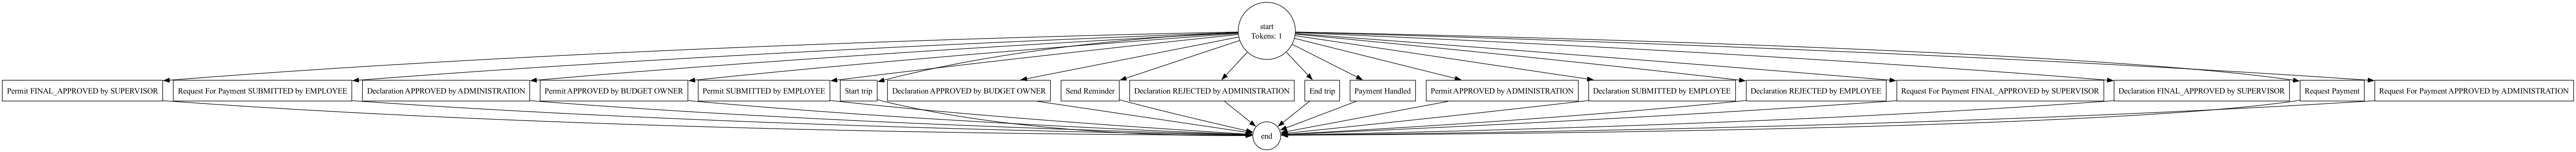 start
Tokens: 1
Permit FINAL_APPROVED by SUPERVISOR
Request For Payment SUBMITTED by EMPLOYEE
Declaration APPROVED by ADMINISTRATION
Permit APPROVED by BUDGET OWNER
Permit SUBMITTED by EMPLOYEE
Start trip
Declaration APPROVED by BUDGET OWNER
Send Reminder
Declaration REJECTED by ADMINISTRATION
End trip
Payment Handled
Permit APPROVED by ADMINISTRATION
Declaration SUBMITTED by EMPLOYEE
Declaration REJECTED by EMPLOYEE
Request For Payment FINAL_APPROVED by SUPERVISOR
Declaration FINAL_APPROVED by SUPERVISOR
Request Payment
Request For Payment APPROVED by ADMINISTRATION
end